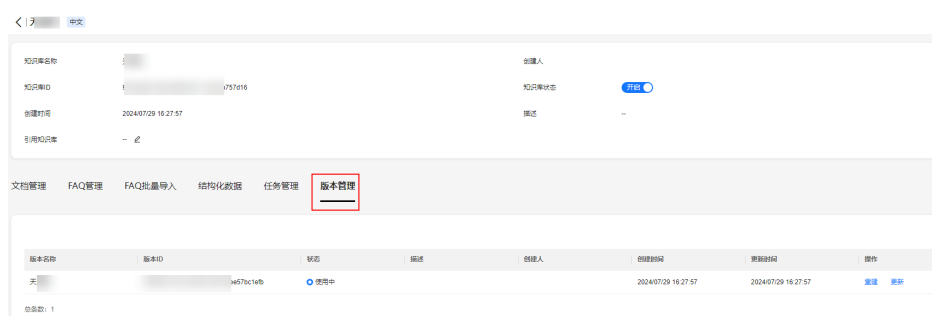 中文
知识库名称 创建人
知识库ID 757d16 知识库状态 开启
创建时间 2024/07/29 16:27:57 描述 --
引用知识库 --
文档管理 FAQ管理 FAQ批量导入 结构化数据 任务管理 版本管理
版本名称 版本ID 状态 描述 创建人 创建时间 更新时间 操作
天 e57bc1efb 使用中 2024/07/29 16:27:57 2024/07/29 16:27:57 重建 更新
总条数：1